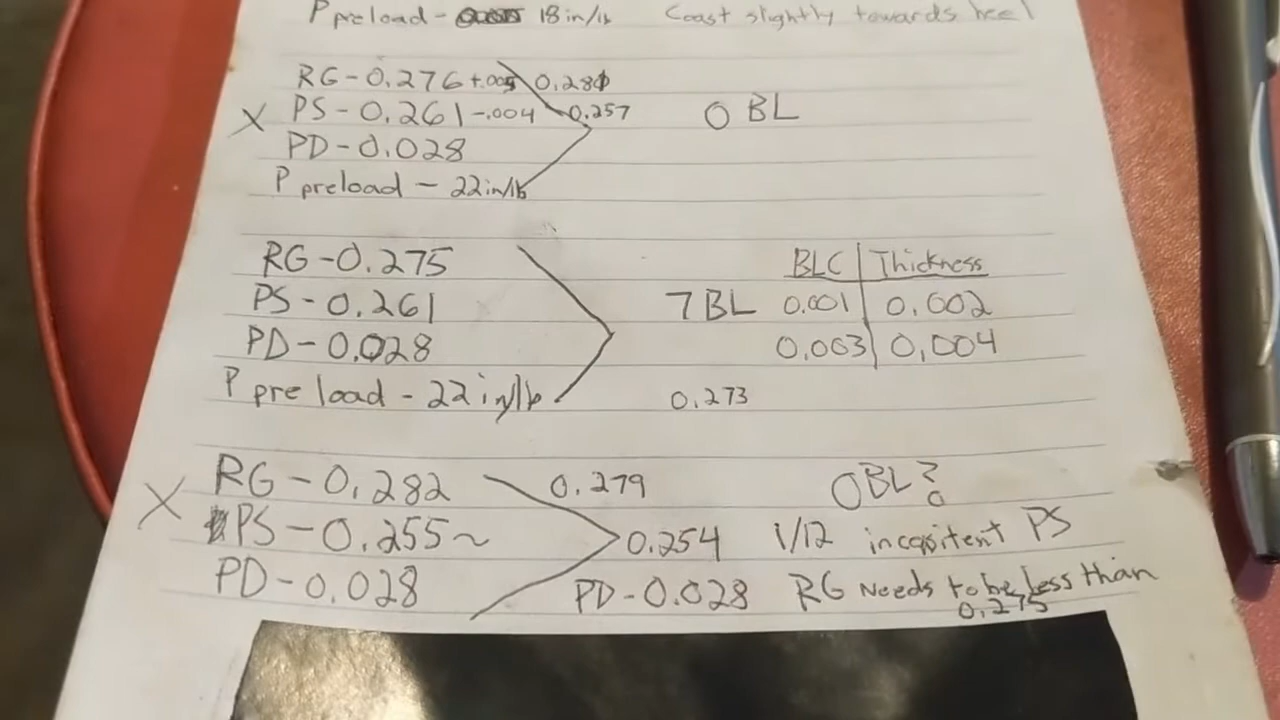 P preload - 18 in/lb Coast slightly towards heel
RG - 0.276 +.005 0.281
X PS - 0.261 -.004 0.257 0 BL
PD - 0.028
P preload - 22 in/lb
RG - 0.275 BLC Thickness
PS - 0.261 7 BL 0.001 0.002
PD - 0.028 0.003 0.004
P preload - 22 in/lb 0.273
RG - 0.282 0.279 0 BL?
X PS - 0.255~ 0.254 1/12 PS
PD - 0.028 PD - 0.028 RG Needs to be less than
0.275